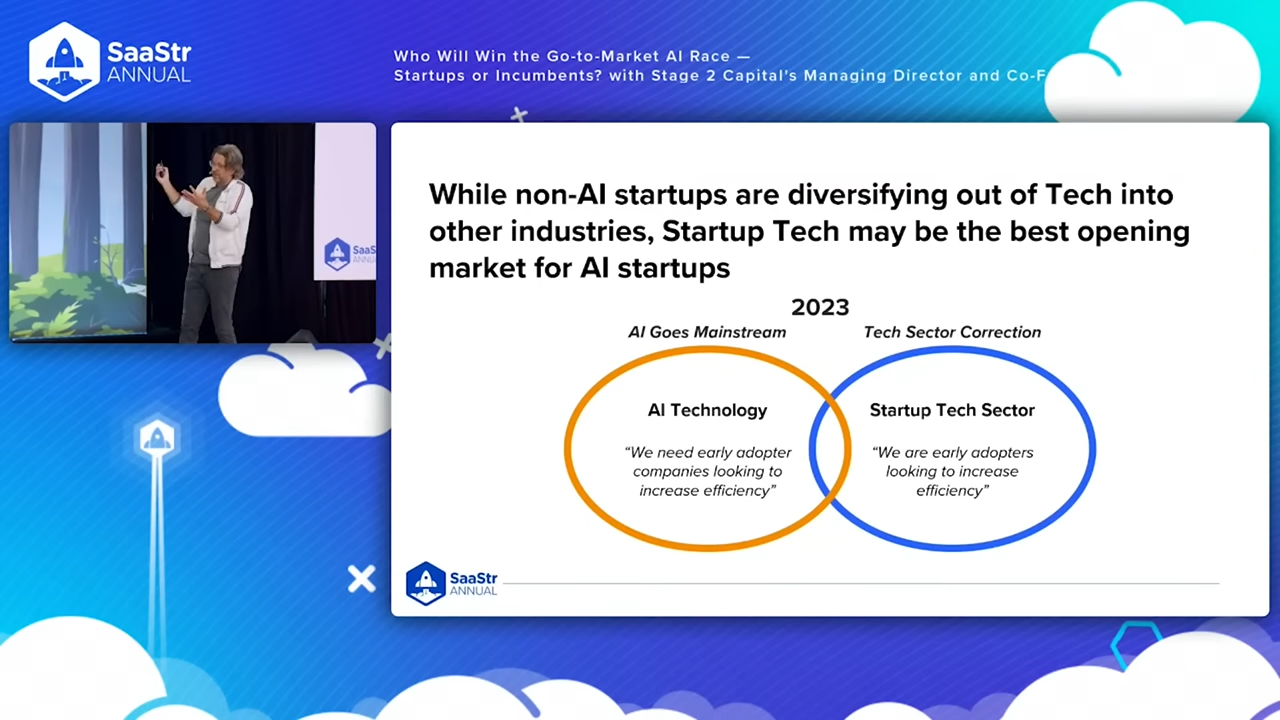 SaaStr
ANNUAL
Who Will Win the Go-to-Market AI Race —
Startups or Incumbents? with Stage 2 Capital's Managing Director and Co-F
SaaS
While non-AI startups are diversifying out of Tech into
other industries, Startup Tech may be the best opening
market for AI startups
2023
AI Goes Mainstream
Tech Sector Correction
AI Technology
“We need early adopter
companies looking to
increase efficiency”
Startup Tech Sector
“We are early adopters
looking to increase
efficiency”
SaaStr
ANNUAL